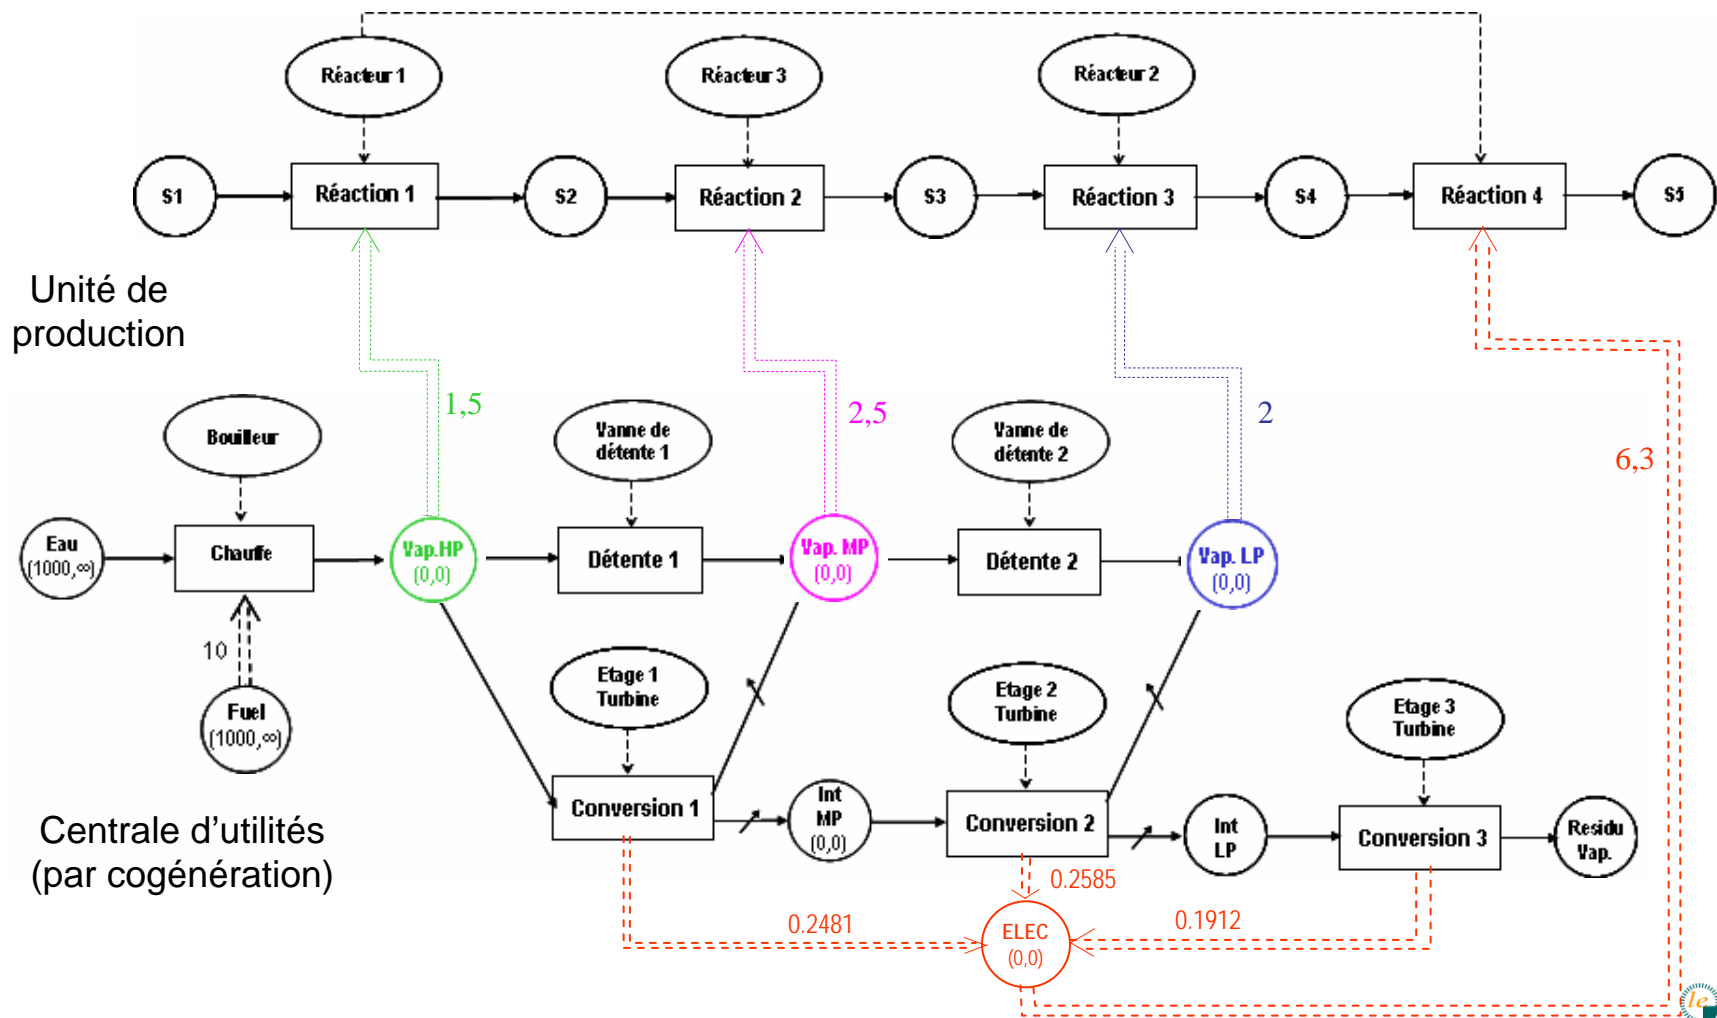 Réacteur 1
Réacteur 3
Réacteur 2
S1
Réaction 1
S2
Réaction 2
S3
Réaction 3
S4
Réaction 4
S5
Unité de
production
1,5
2,5
2
6,3
Bouilleur
Vanne de
détente 1
Vanne de
détente 2
Eau
(1000,∞)
Chauffe
Vap.HP
(0,0)
Détente 1
Vap. MP
(0,0)
Détente 2
Vap. LP
(0,0)
10
Fuel
(1000,∞)
Etage 1
Turbine
Etage 2
Turbine
Etage 3
Turbine
Centrale d’utilités
(par cogénération)
Conversion 1
Int
MP
(0,0)
Conversion 2
Int
LP
Conversion 3
Residu
Vap.
0.2481
0.2585
0.1912
ELEC
(0,0)
le